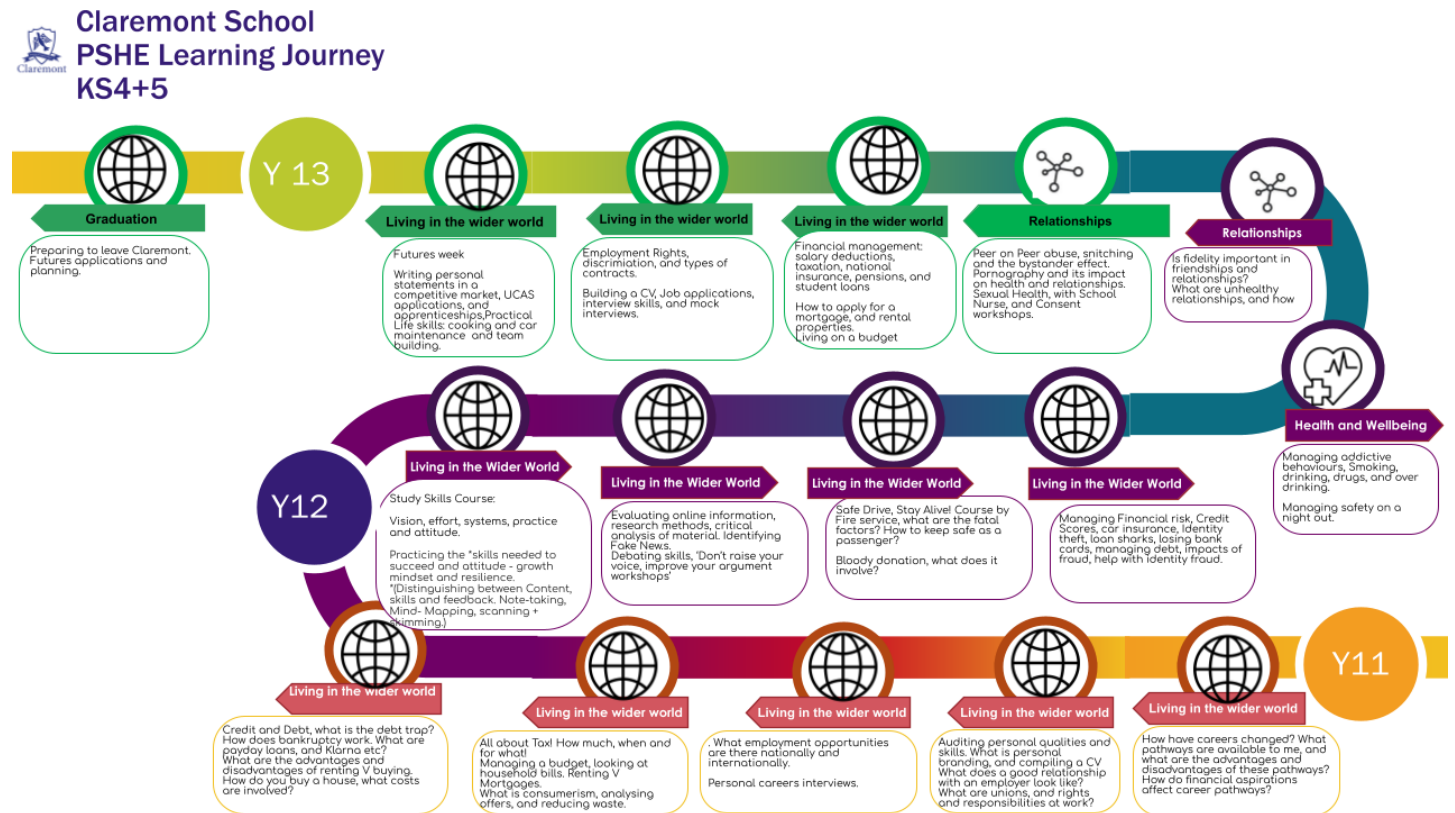 Claremont School
PSHE Learning Journey
KS4+5
Claremont
Graduation
Preparing to leave Claremont.
Futures applications and
planning.
Y 13
Living in the wider world
Futures week
Writing personal
statements in a
competitive market, UCAS
applications, and
apprenticeships,Practical
Life skills: cooking and car
maintenance and team
building.
Living in the wider world
Employment Rights,
discrimiation, and types of
contracts.
Building a CV, Job applications,
interview skills, and mock
interviews.
Living in the wider world
Financial management:
salary deductions,
taxation, national
insurance, pensions, and
student loans
How to apply for a
mortgage, and rental
properties.
Living on a budget
Relationships
Peer on Peer abuse, snitching
and the bystander effect.
Pornography and its impact
on health and relationships.
Sexual Health, with School
Nurse, and Consent
workshops.
Relationships
Is fidelity important in
friendships and
relationships?
What are unhealthy
relationships, and how
Health and Wellbeing
Managing addictive
behaviours, Smoking,
drinking, drugs, and over
drinking.
Managing safety on a
night out.
Y12
Living in the Wider World
Study Skills Course:
Vision, effort, systems, practice
and attitude.
Practicing the *skills needed to
succeed and attitude - growth
mindset and resilience.
*(Distinguishing between Content,
skills and feedback. Note-taking,
Mind- Mapping, scanning +
skimming.)
Living in the Wider World
Evaluating online information,
research methods, critical
analysis of material. Identifying
Fake News.
Debating skills, 'Don't raise your
voice, improve your argument
workshops'
Living in the Wider World
Safe Drive, Stay Alive! Course by
Fire service, what are the fatal
factors? How to keep safe as a
passenger?
Bloody donation, what does it
involve?
Living in the Wider World
Managing Financial risk, Credit
Scores, car insurance, Identity
theft, loan sharks, losing bank
cards, managing debt, impacts of
fraud, help with identity fraud.
Living in the wider world
Credit and Debt, what is the debt trap?
How does bankruptcy work. What are
payday loans, and Klarna etc?
What are the advantages and
disadvantages of renting V buying.
How do you buy a house, what costs
are involved?
Living in the wider world
All about Tax! How much, when and
for what!
Managing a budget, looking at
household bills. Renting V
Mortgages.
What is consumerism, analysing
offers, and reducing waste.
Living in the wider world
. What employment opportunities
are there nationally and
internationally.
Personal careers interviews.
Living in the wider world
Auditing personal qualities and
skills. What is personal
branding, and compiling a CV
What does a good relationship
with an employer look like?
What are unions, and rights
and responsibilities at work?
Living in the wider world
How have careers changed? What
pathways are available to me, and
what are the advantages and
disadvantages of these pathways?
How do financial aspirations
affect career pathways?
Y11